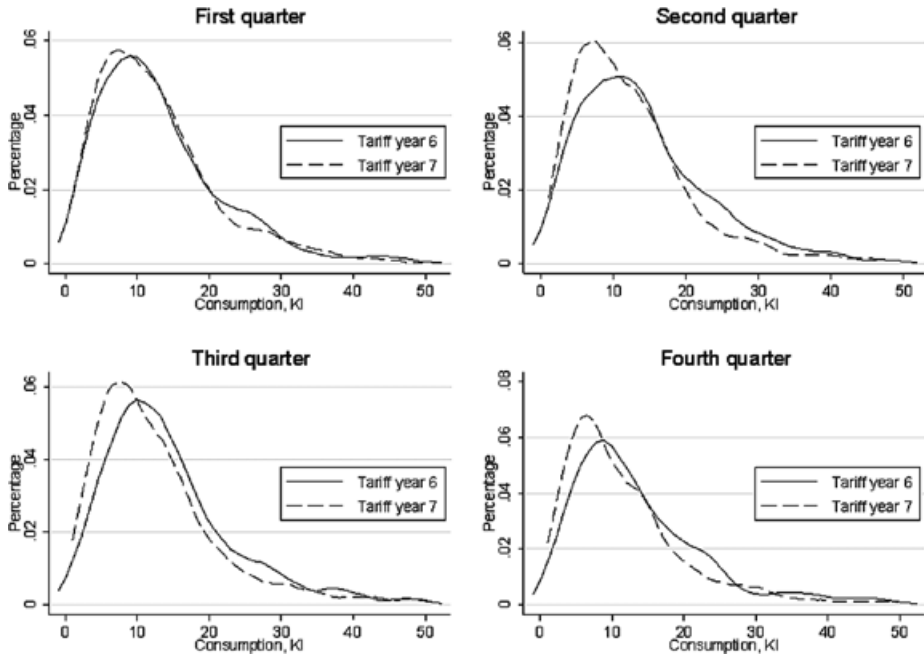 First quarter
Percentage
0 .02 .04 .06
Tariff year 6
Tariff year 7
0 10 20 30 40 50
Consumption, Kl
Second quarter
Percentage
0 .02 .04 .06
Tariff year 6
Tariff year 7
0 10 20 30 40 50
Consumption, Kl
Third quarter
Percentage
0 .02 .04 .06
Tariff year 6
Tariff year 7
0 10 20 30 40 50
Consumption, Kl
Fourth quarter
Percentage
0 .02 .04 .06 .08
Tariff year 6
Tariff year 7
0 10 20 30 40 50
Consumption, Kl